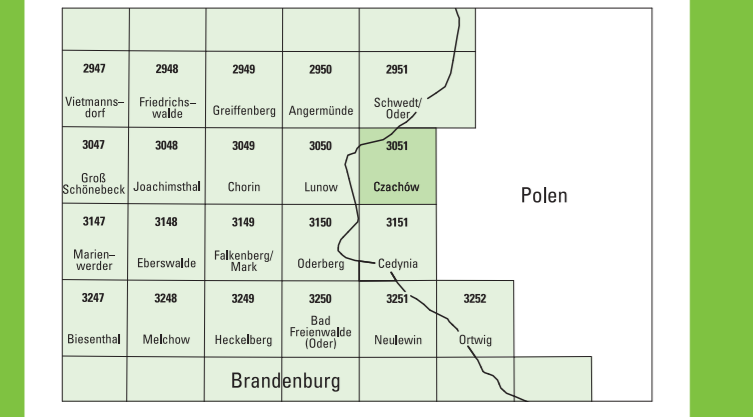 2947 2948 2949 2950 2951
Vietmanns–
dorf
Friedrichs–
walde
Greiffenberg
Angermünde
Schwedt/
Oder
3047 3048 3049 3050 3051
Groß
Schönebeck
Joachimsthal
Chorin
Lunow
Czachów
Polen
3147 3148 3149 3150 3151
Marien–
werder
Eberswalde
Falkenberg/
Mark
Oderberg
Cedynia
3247 3248 3249 3250 3251 3252
Biesenthal
Melchow
Heckelberg
Bad
Freienwalde
(Oder)
Neulewin
Ortwig
Brandenburg